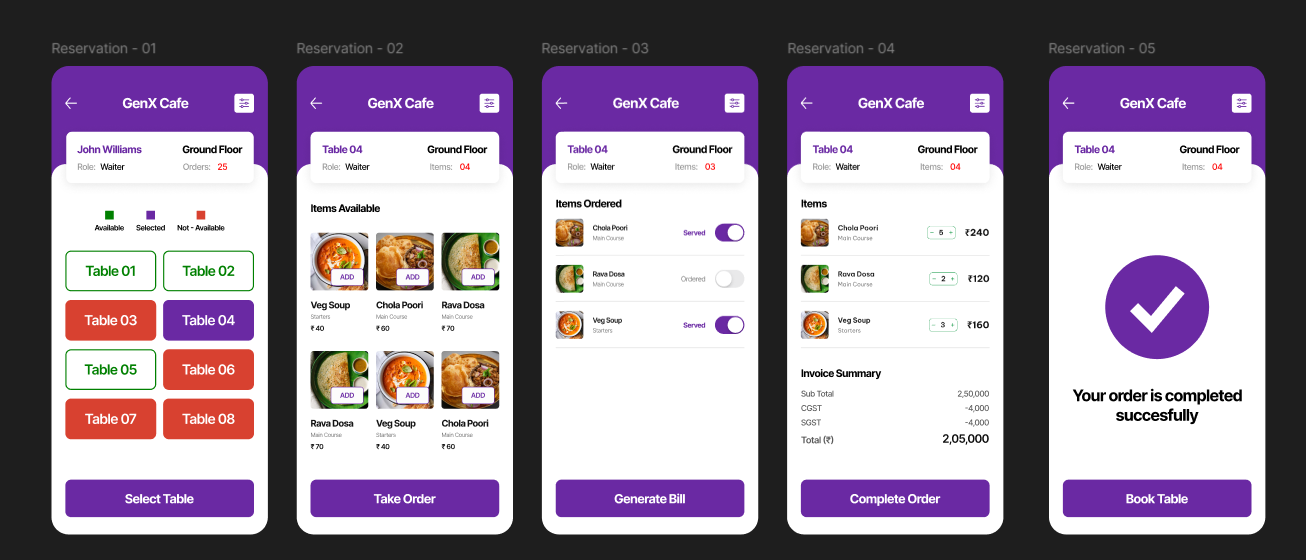 Reservation - 01
GenX Cafe
John Williams Ground Floor
Role: Waiter Orders: 25
Available Selected Not - Available
Table 01 Table 02
Table 03 Table 04
Table 05 Table 06
Table 07 Table 08
Select Table
Reservation - 02
GenX Cafe
Table 04 Ground Floor
Role: Waiter Items: 04
Items Available
ADD ADD ADD
Veg Soup Chola Poori Rava Dosa
Starters Main Course Main Course
₹ 40 ₹ 60 ₹ 70
ADD ADD ADD
Rava Dosa Veg Soup Chola Poori
Main Course Starters Main Course
₹ 70 ₹ 40 ₹ 60
Take Order
Reservation - 03
GenX Cafe
Table 04 Ground Floor
Role: Waiter Items: 03
Items Ordered
Chola Poori
Main Course
Served
Rava Dosa
Main Course
Ordered
Veg Soup
Starters
Served
Generate Bill
Reservation - 04
GenX Cafe
Table 04 Ground Floor
Role: Waiter Items: 04
Items
Chola Poori
Main Course
- 5 + ₹240
Rava Dosa
Main Course
- 2 + ₹120
Veg Soup
Starters
- 3 + ₹160
Invoice Summary
Sub Total 2,50,000
CGST -4,000
SGST -4,000
Total (₹) 2,05,000
Complete Order
Reservation - 05
GenX Cafe
Table 04 Ground Floor
Role: Waiter Items: 04
Your order is completed
succesfully
Book Table